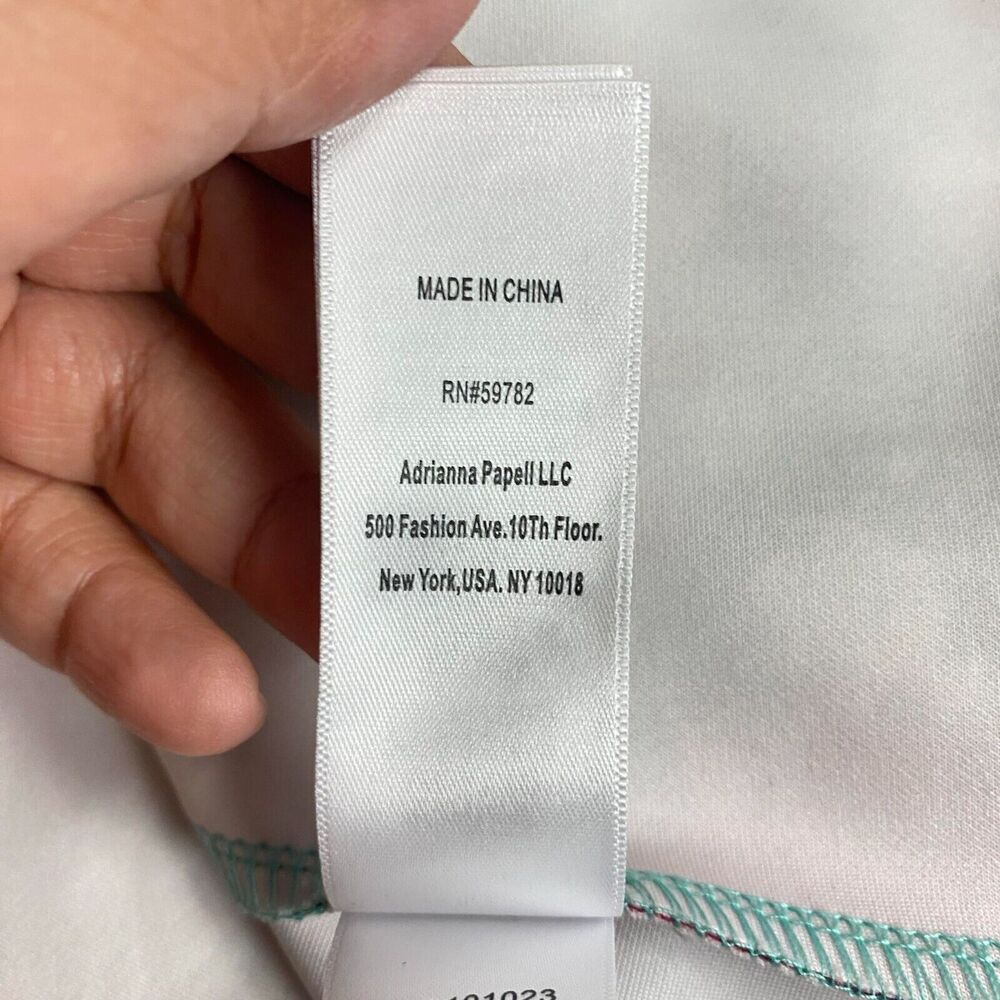 MADE IN CHINA
RN#59782
Adrianna Papell LLC
500 Fashion Ave.10Th Floor.
New York,USA. NY 10018